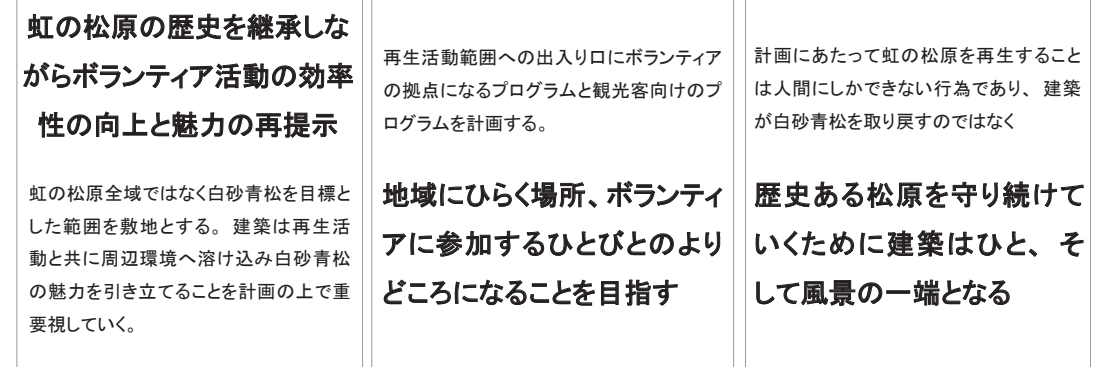 虹の松原の歴史を継承しな
がらボランティア活動の効率
性の向上と魅力の再提示
虹の松原全域ではなく白砂青松を目標と
した範囲を敷地とする。建築は再生活
動と共に周辺環境へ溶け込み白砂青松
の魅力を引き立てることを計画の上で重
要視していく。
再生活動範囲への出入り口にボランティア
の拠点になるプログラムと観光客向けのプ
ログラムを計画する。
地域にひらく場所、ボランティ
アに参加するひとびとのより
どころになることを目指す
計画にあたって虹の松原を再生すること
は人間にしかできない行為であり、建築
が白砂青松を取り戻すのではなく
歴史ある松原を守り続けて
いくために建築はひと、そ
して風景の一端となる